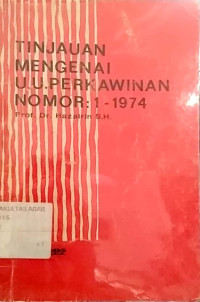 TINJAUAN
MENGENAI
U.U.PERKAWINAN
NOMOR:1-1974
Prof. Dr. Hazairin S.H.